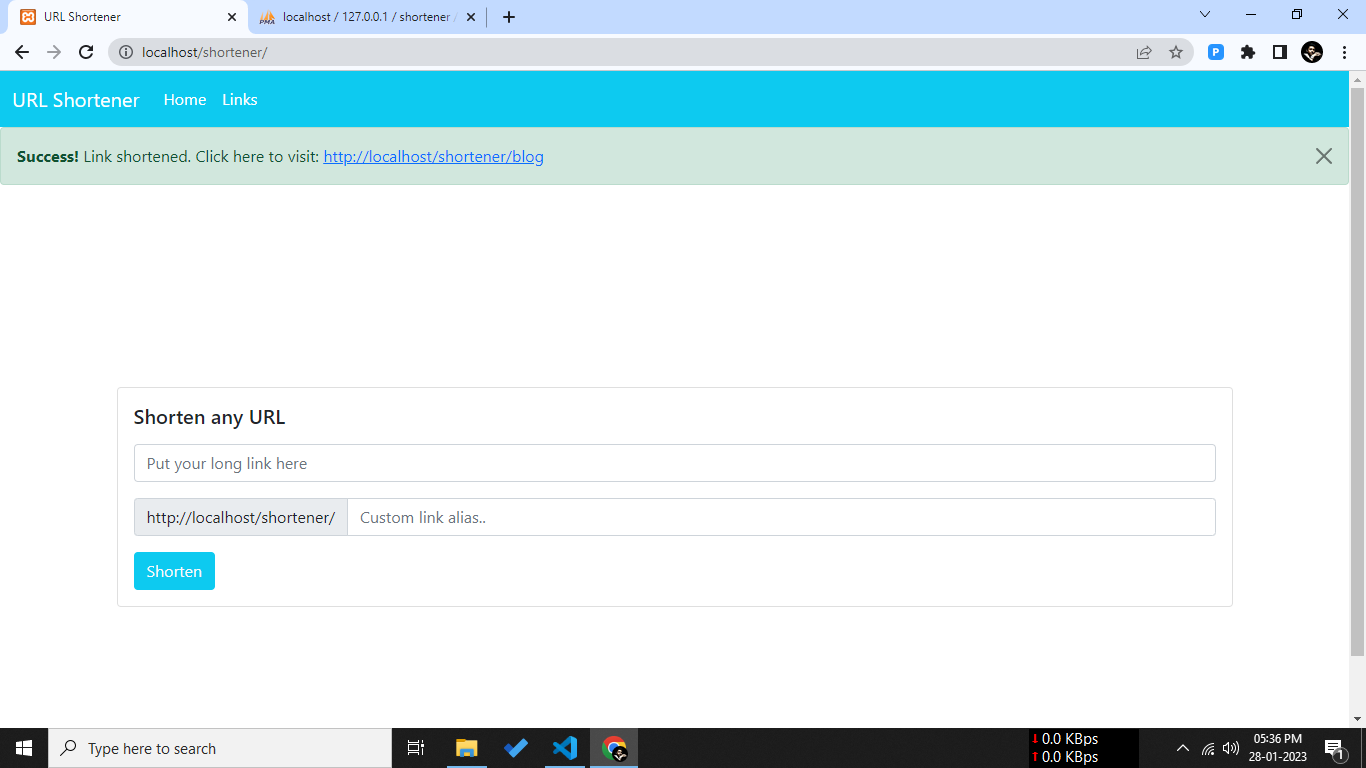 URL Shortener
localhost / 127.0.0.1 / shortener /
localhost/shortener/
P
URL Shortener Home Links
Success! Link shortened. Click here to visit: http://localhost/shortener/blog
Shorten any URL
Put your long link here
http://localhost/shortener/ Custom link alias..
Shorten
Type here to search
0.0 KBps
0.0 KBps
05:36 PM
28-01-2023
1